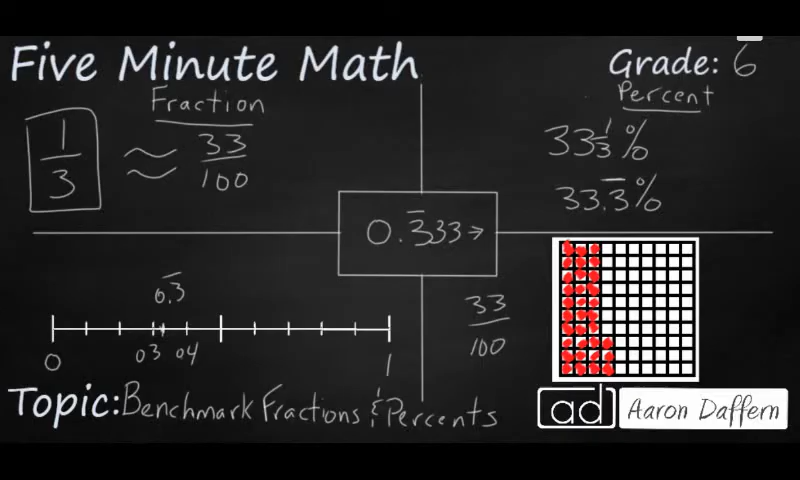 Five Minute Math
Grade: 6
Fraction
Percent
1/3 ≈ 33/100
33 1/3 %
33.3̅%
0.3̅33→
0.3̅
33/100
0 03 04 1
Topic: Benchmark Fractions & Percents
ad Aaron Daffern